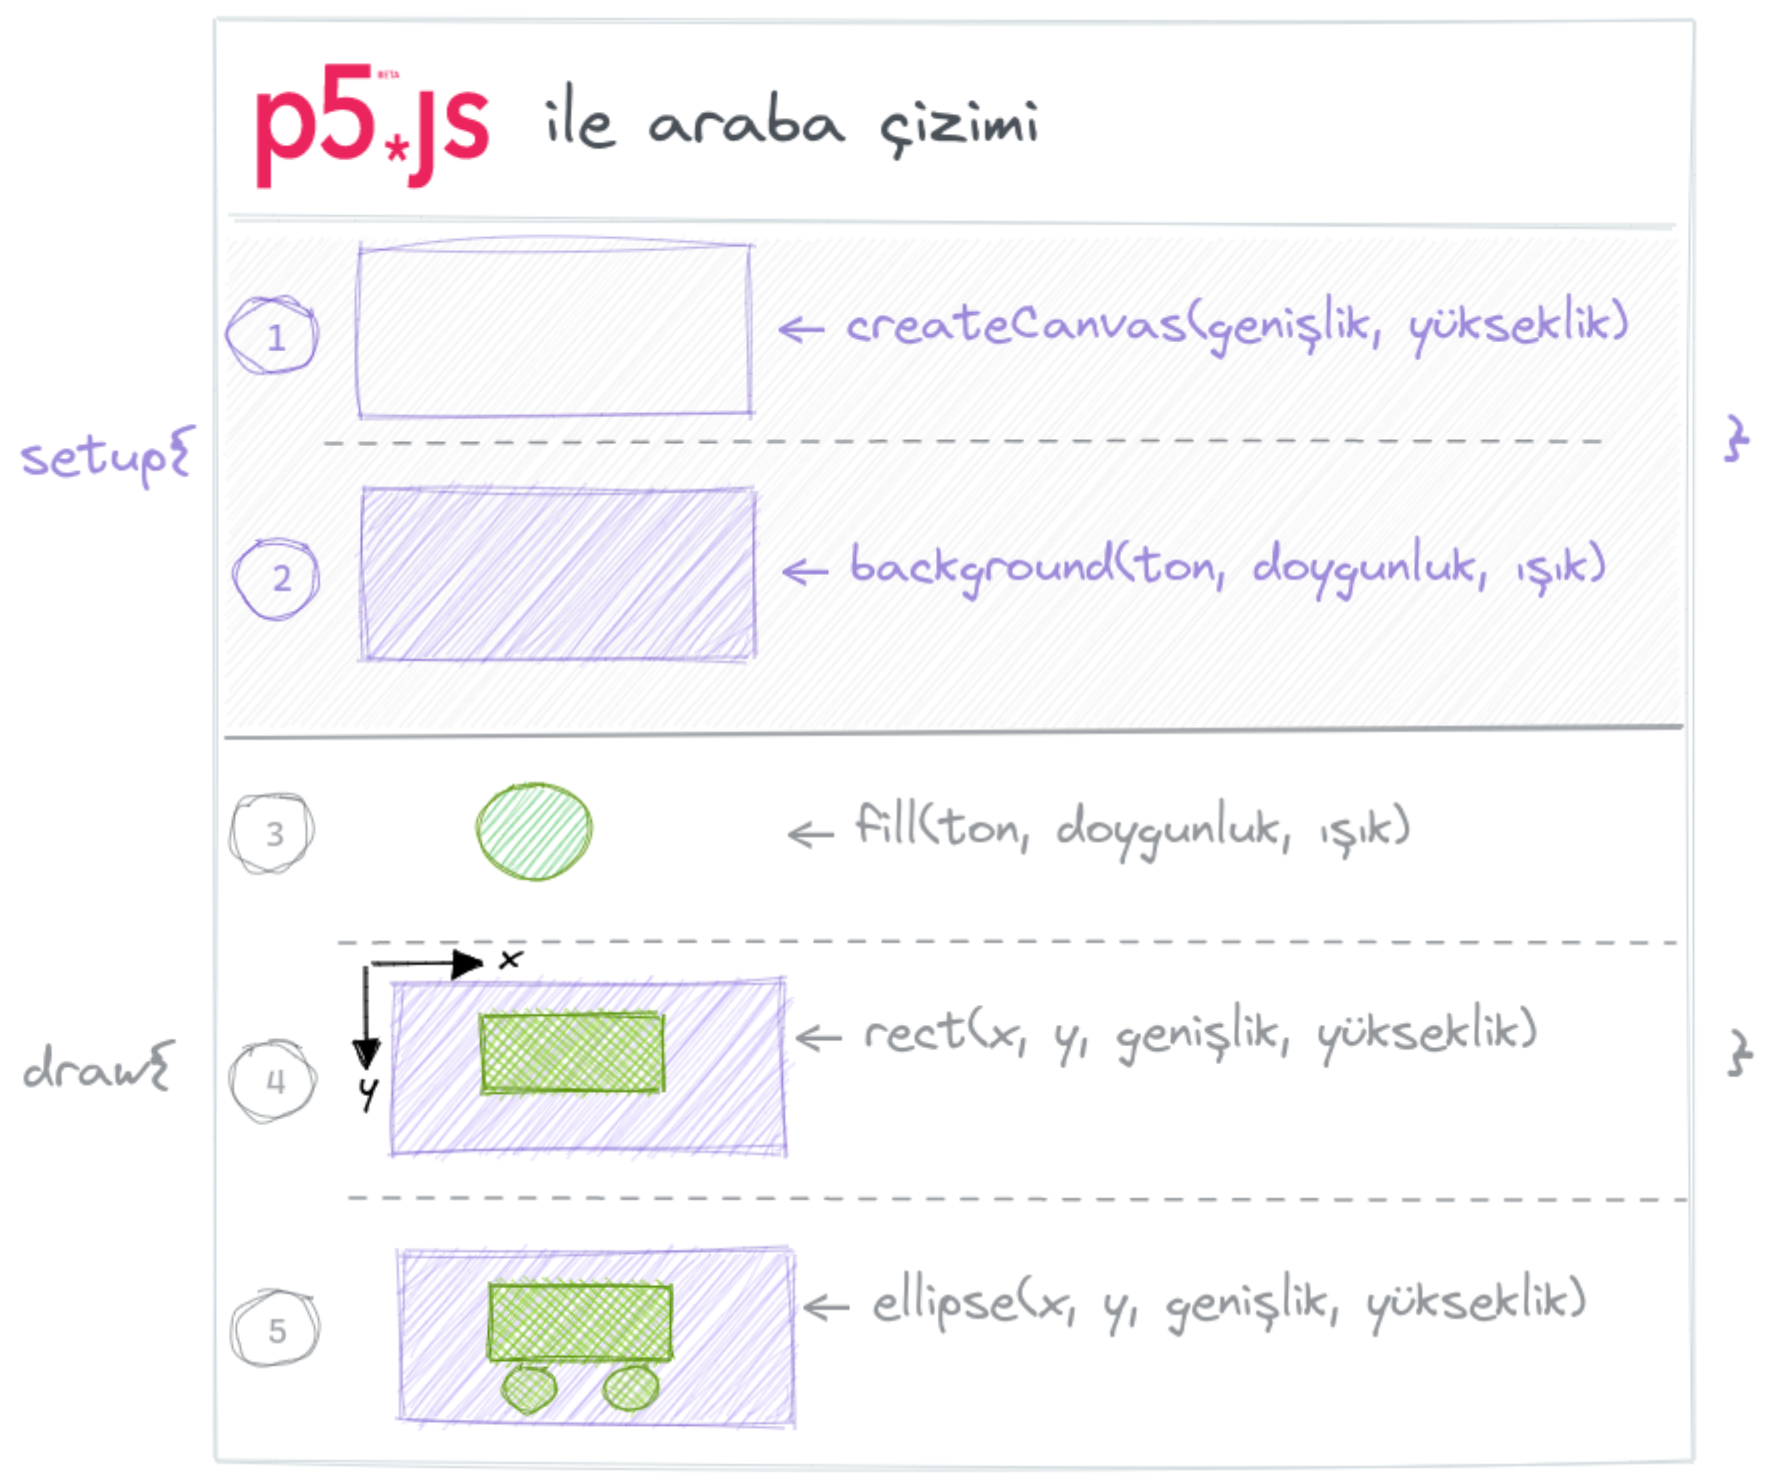 p5.js BETA ile araba çizimi
1 ← createCanvas(genişlik, yükseklik)
setup{ }
2 ← background(ton, doygunluk, ışık)
3 ← fill(ton, doygunluk, ışık)
x
4 ← rect(x, y, genişlik, yükseklik)
draw{ }
y
5 ← ellipse(x, y, genişlik, yükseklik)